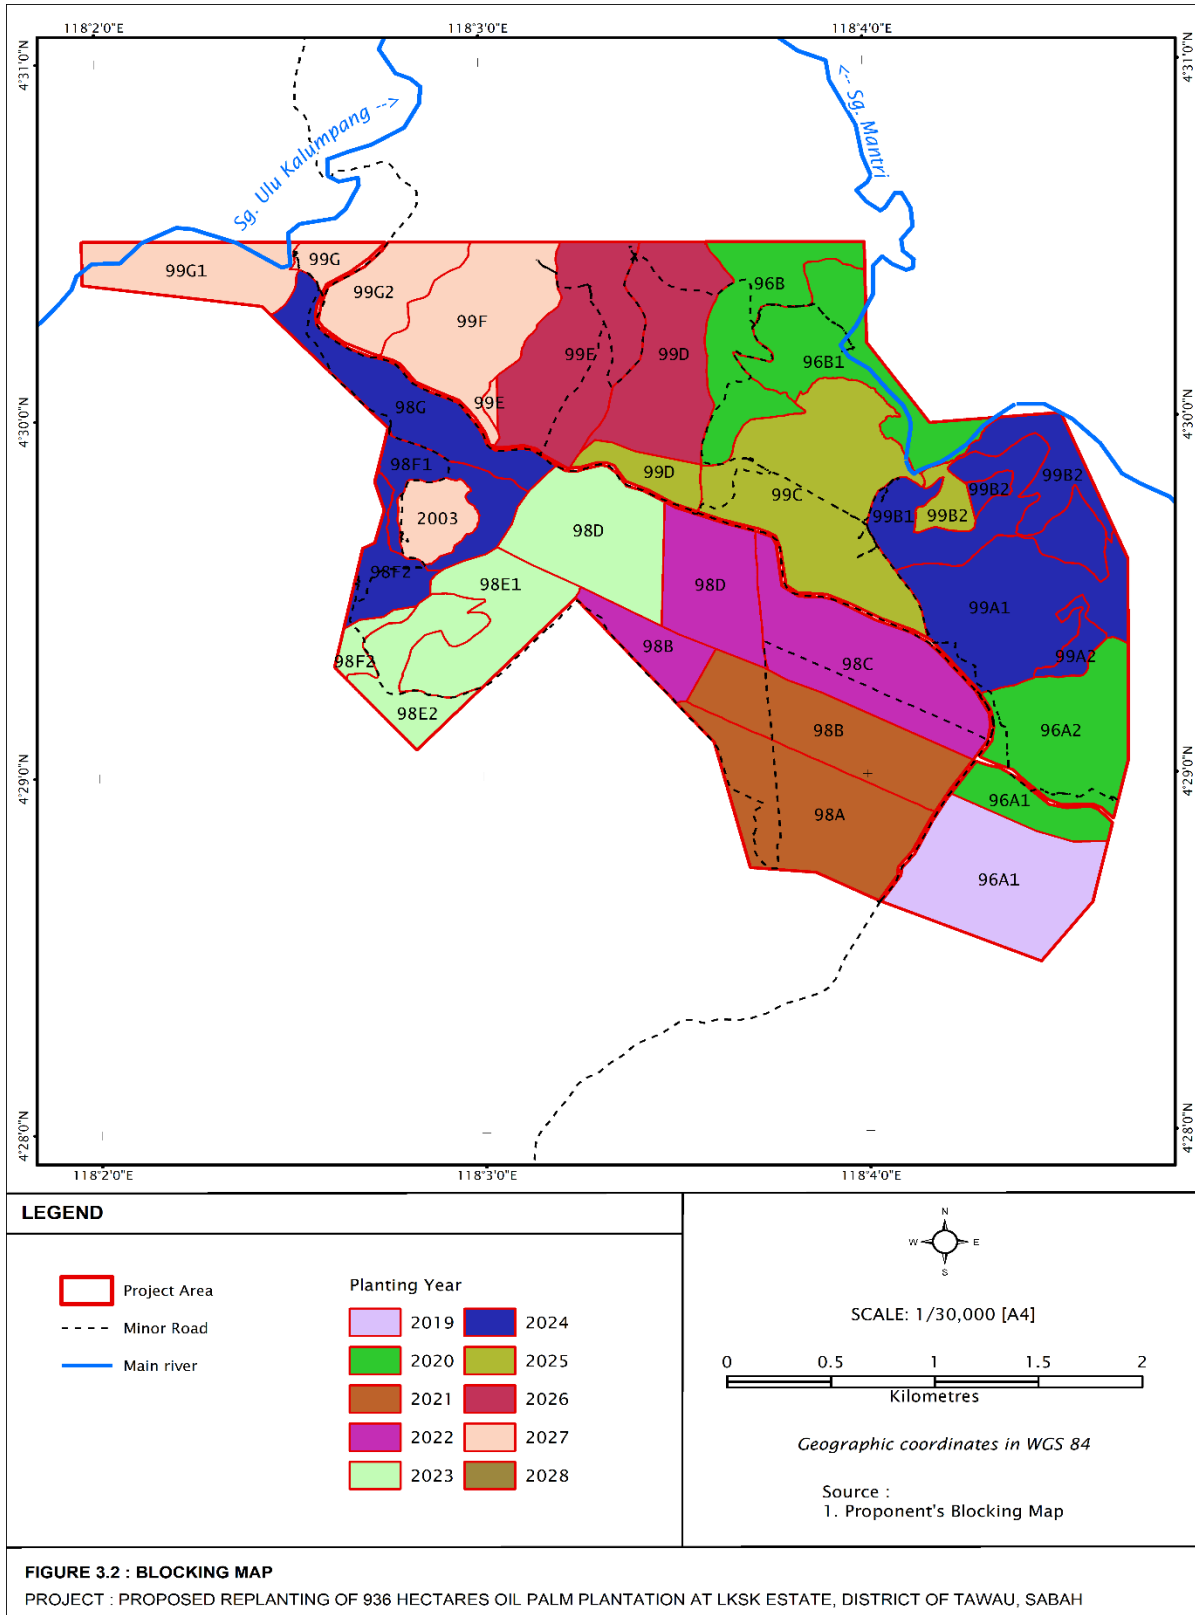 118°2'0"E 118°3'0"E 118°4'0"E
4°31'0"N 4°31'0"N
Sg. Ulu Kalumpang -->
<-- Sg. Mantri
99G1 99G
99G2 99F 96B
99E 99D 96B1
99E
4°30'0"N 4°30'0"N
98G
98F1 99D 99C 99B2 99B2
2003 98D 99B1 99B2
98F2 98E1 98D 99A1
98F2 98B 98C 99A2
98E2 98B 96A2
4°29'0"N 4°29'0"N
98A 96A1
96A1
4°28'0"N 4°28'0"N
118°2'0"E 118°3'0"E 118°4'0"E
LEGEND
Project Area
Minor Road
Main river
Planting Year
2019 2024
2020 2025
2021 2026
2022 2027
2023 2028
N
W E
S
SCALE: 1/30,000 [A4]
0 0.5 1 1.5 2
Kilometres
Geographic coordinates in WGS 84
Source :
1. Proponent's Blocking Map
FIGURE 3.2 : BLOCKING MAP
PROJECT : PROPOSED REPLANTING OF 936 HECTARES OIL PALM PLANTATION AT LKSK ESTATE, DISTRICT OF TAWAU, SABAH